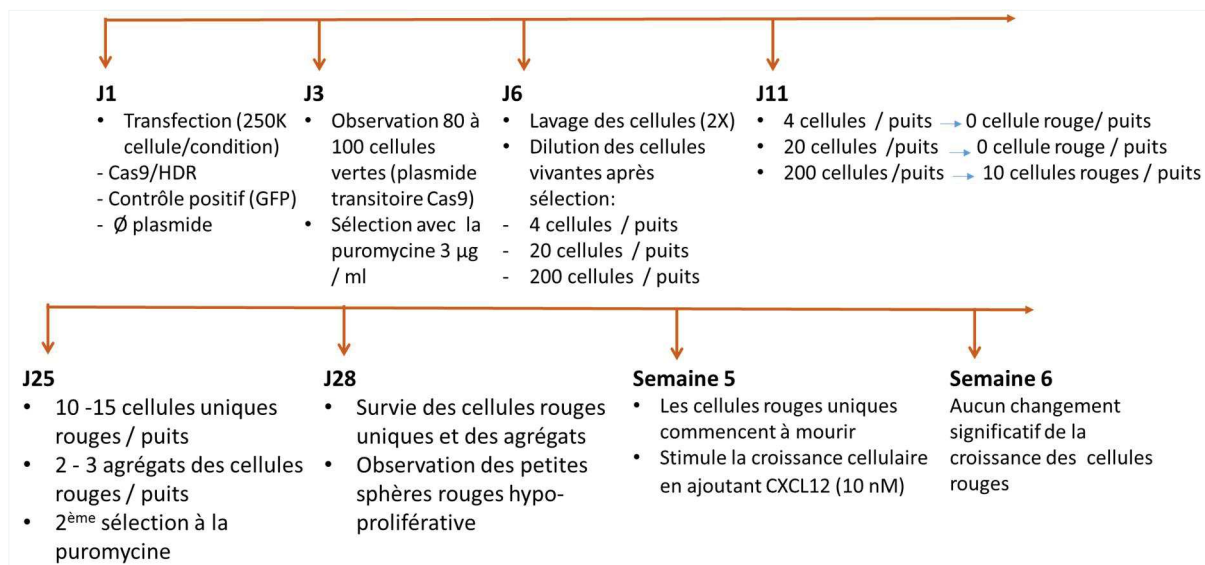 J1
• Transfection (250K
cellule/condition)
- Cas9/HDR
- Contrôle positif (GFP)
- Ø plasmide
J3
• Observation 80 à
100 cellules
vertes (plasmide
transitoire Cas9)
• Sélection avec la
puromycine 3 µg
/ ml
J6
• Lavage des cellules (2X)
• Dilution des cellules
vivantes après
sélection:
- 4 cellules / puits
- 20 cellules / puits
- 200 cellules / puits
J11
• 4 cellules / puits → 0 cellule rouge/ puits
• 20 cellules /puits → 0 cellule rouge / puits
• 200 cellules /puits → 10 cellules rouges / puits
J25
• 10 -15 cellules uniques
rouges / puits
• 2 - 3 agrégats des cellules
rouges / puits
• 2ème sélection à la
puromycine
J28
• Survie des cellules rouges
uniques et des agrégats
• Observation des petites
sphères rouges hypo-
proliférative
Semaine 5
• Les cellules rouges uniques
commencent à mourir
• Stimule la croissance cellulaire
en ajoutant CXCL12 (10 nM)
Semaine 6
Aucun changement
significatif de la
croissance des cellules
rouges